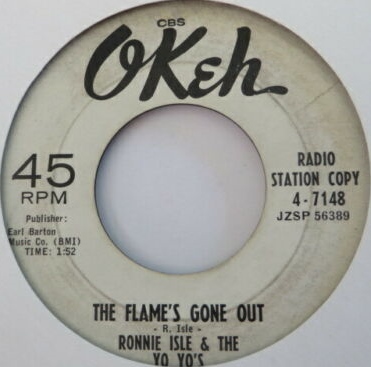 CBS
OKeh
45
RPM
Publisher:
Earl Barton
Music Co. (BMI)
TIME: 1:52
RADIO
STATION COPY
4-7148
JZSP 56389
THE FLAME'S GONE OUT
- R. Isle -
RONNIE ISLE & THE
YO YO'S